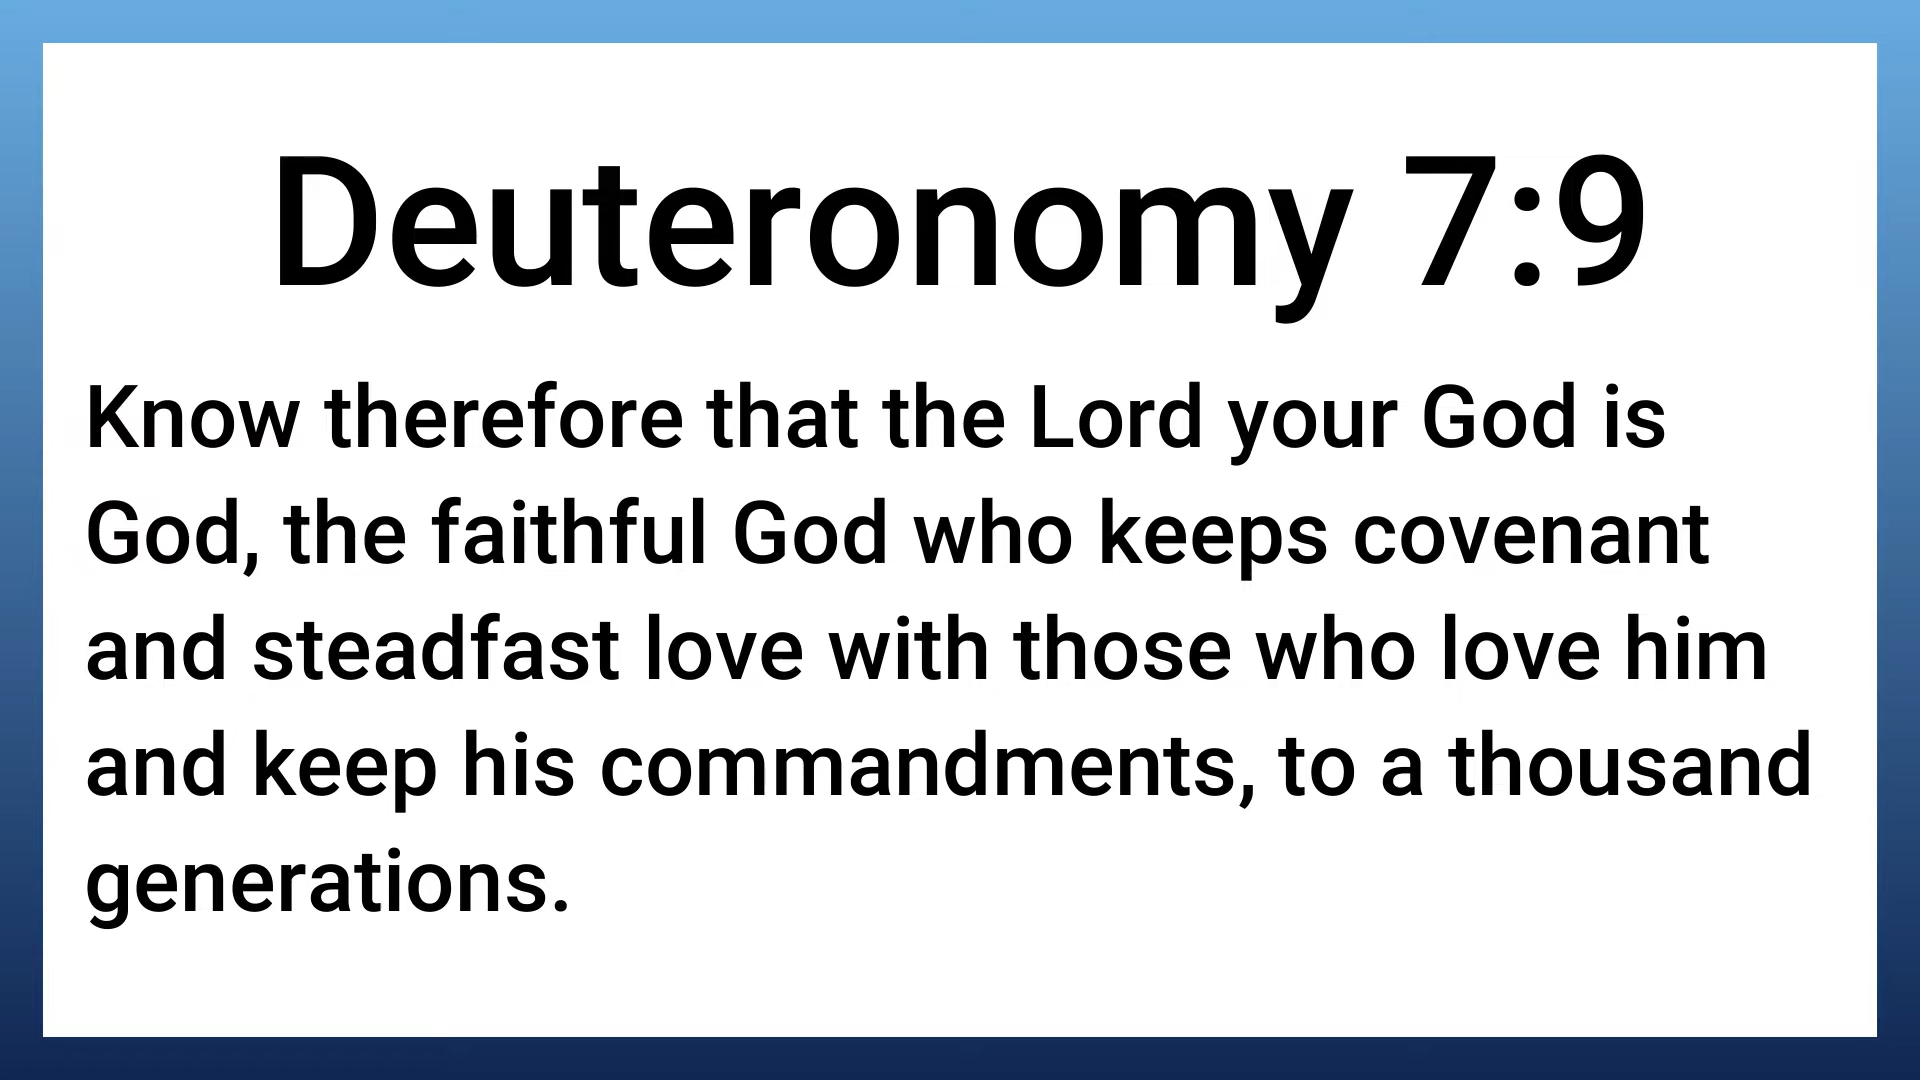 Deuteronomy 7:9
Know therefore that the Lord your God is
God, the faithful God who keeps covenant
and steadfast love with those who love him
and keep his commandments, to a thousand
generations.